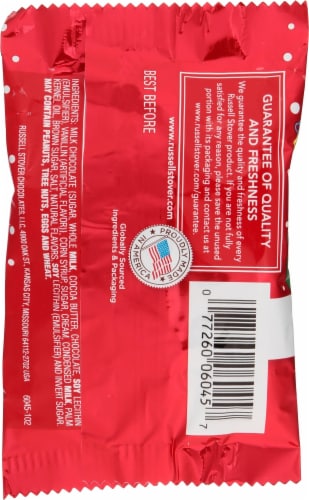 GUARANTEE OF QUALITY
AND FRESHNESS
We guarantee the quality and freshness of every
Russell Stover product. If you are not fully
satisfied for any reason, please save the unused
portion with its packaging and contact us at
www.russellstover.com/guarantee.
www.russellstover.com
BEST BEFORE
PROUDLY MADE
IN AMERICA
Globally Sourced
Ingredients & Packaging
INGREDIENTS: MILK CHOCOLATE (SUGAR, WHOLE MILK, COCOA BUTTER, CHOCOLATE, SOY LECITHIN
(EMULSIFIER), VANILLIN (ARTIFICIAL FLAVOR)), CORN SYRUP, SUGAR, CREAM, CONDENSED MILK, PALM
KERNEL OIL, BROWN SUGAR, SALT, NATURAL FLAVORS, SOY LECITHIN (EMULSIFIER) AND INVERT SUGAR.
MAY CONTAIN PEANUTS, TREE NUTS, EGGS AND WHEAT.
RUSSELL STOVER CHOCOLATES, LLC, 4900 OAK ST., KANSAS CITY, MISSOURI 64112-2702 USA
6045-102
0 77260 06045 7